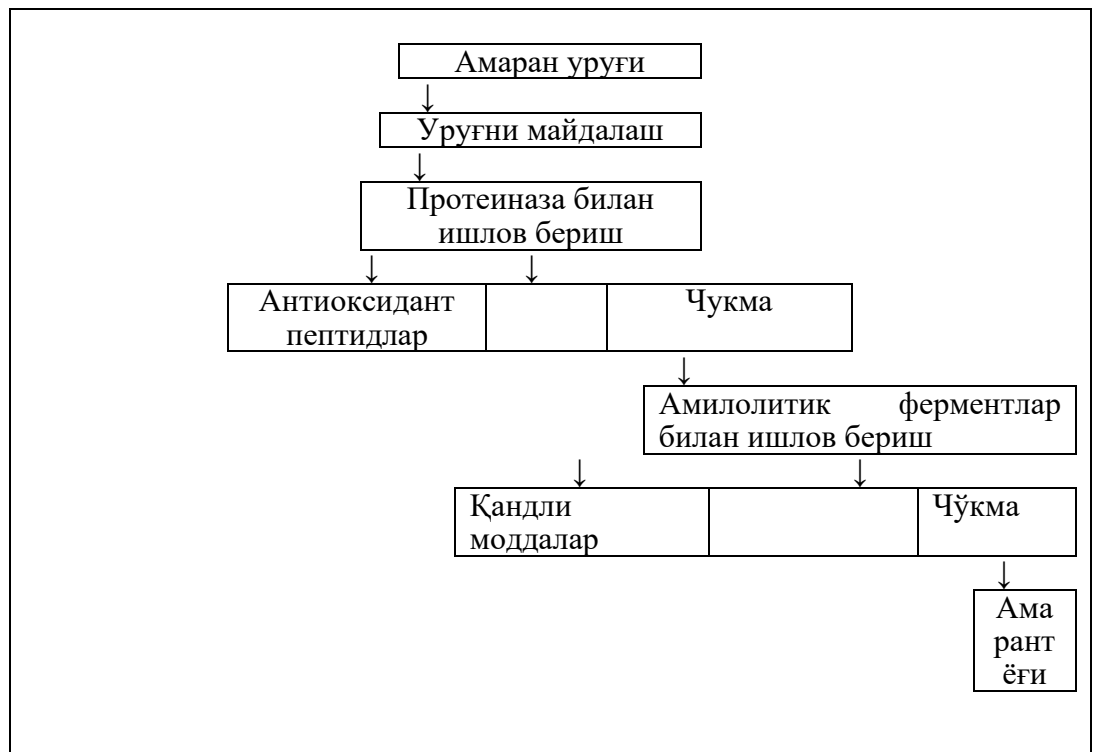 Амаран уруғи
↓
Уруғни майдалаш
↓
Протеиназа билан
ишлов бериш
↓ ↓
Антиоксидант Чукма
пептидлар
↓
Амилолитик ферментлар
билан ишлов бериш
↓ ↓
Қандли Чўкма
моддалар
↓
Ама
рант
ёғи